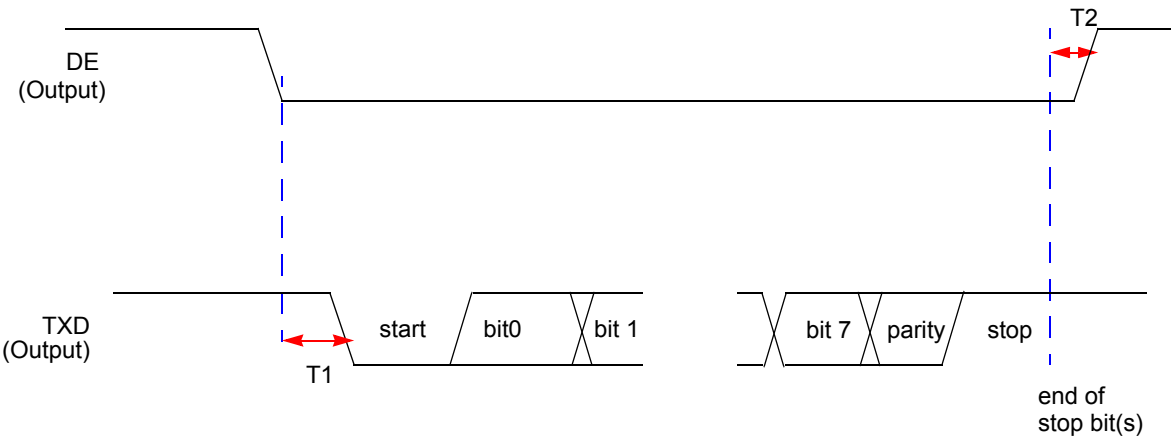 T2
DE
(Output)
TXD
(Output)
start
bit0
bit 1
bit 7
parity
stop
T1
end of
stop bit(s)